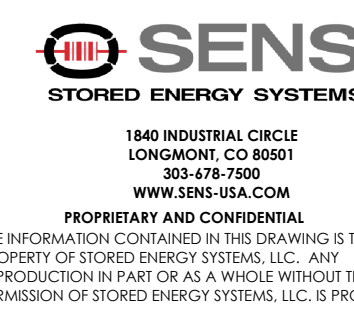 SENS
STORED ENERGY SYSTEMS
1840 INDUSTRIAL CIRCLE
LONGMONT, CO 80501
303-678-7500
WWW.SENS-USA.COM
PROPRIETARY AND CONFIDENTIAL
INFORMATION CONTAINED IN THIS DRAWING IS
OF STORED ENERGY SYSTEMS, LLC. ANY
IN PART OR AS A WHOLE WITHOUT
OF STORED ENERGY SYSTEMS, LLC. IS